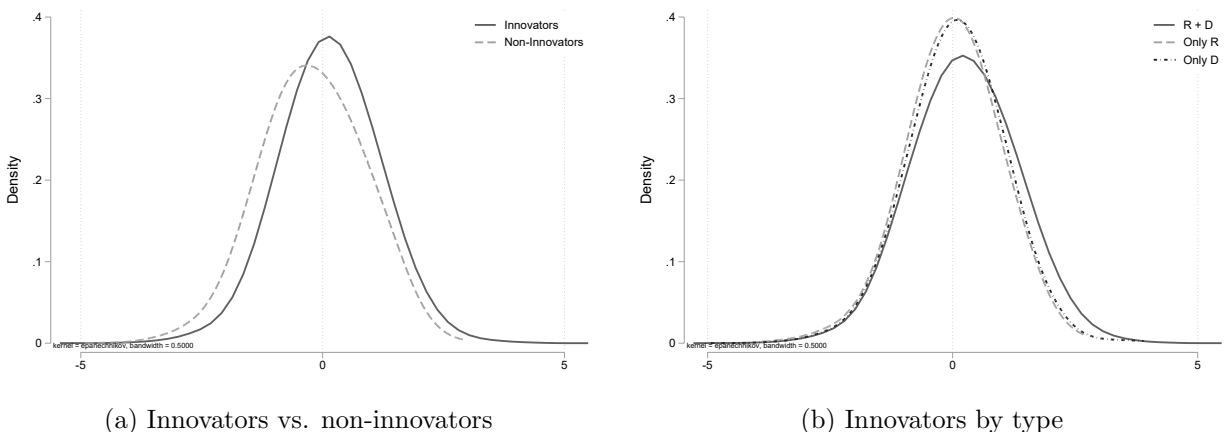 .4
.3
.2
.1
0
Density
-5
0
5
Innovators
Non-Innovators
kernel = epanechnikov, bandwidth = 0.5000
(a) Innovators vs. non-innovators
.4
.3
.2
.1
0
Density
-5
0
5
R + D
Only R
Only D
kernel = epanechnikov, bandwidth = 0.5000
(b) Innovators by type